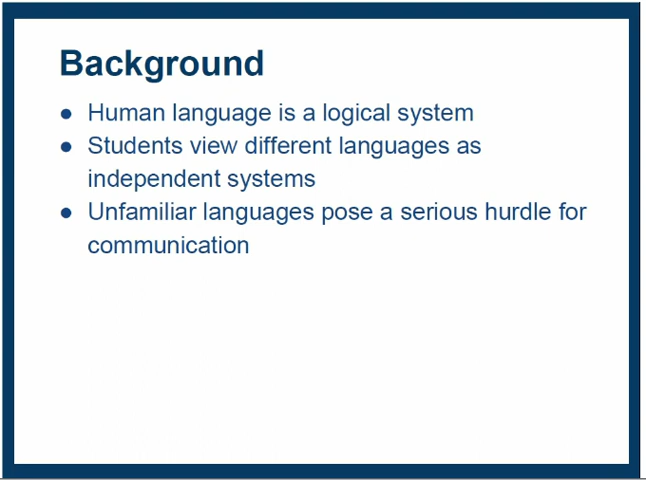 Background
● Human language is a logical system
● Students view different languages as
independent systems
● Unfamiliar languages pose a serious hurdle for
communication